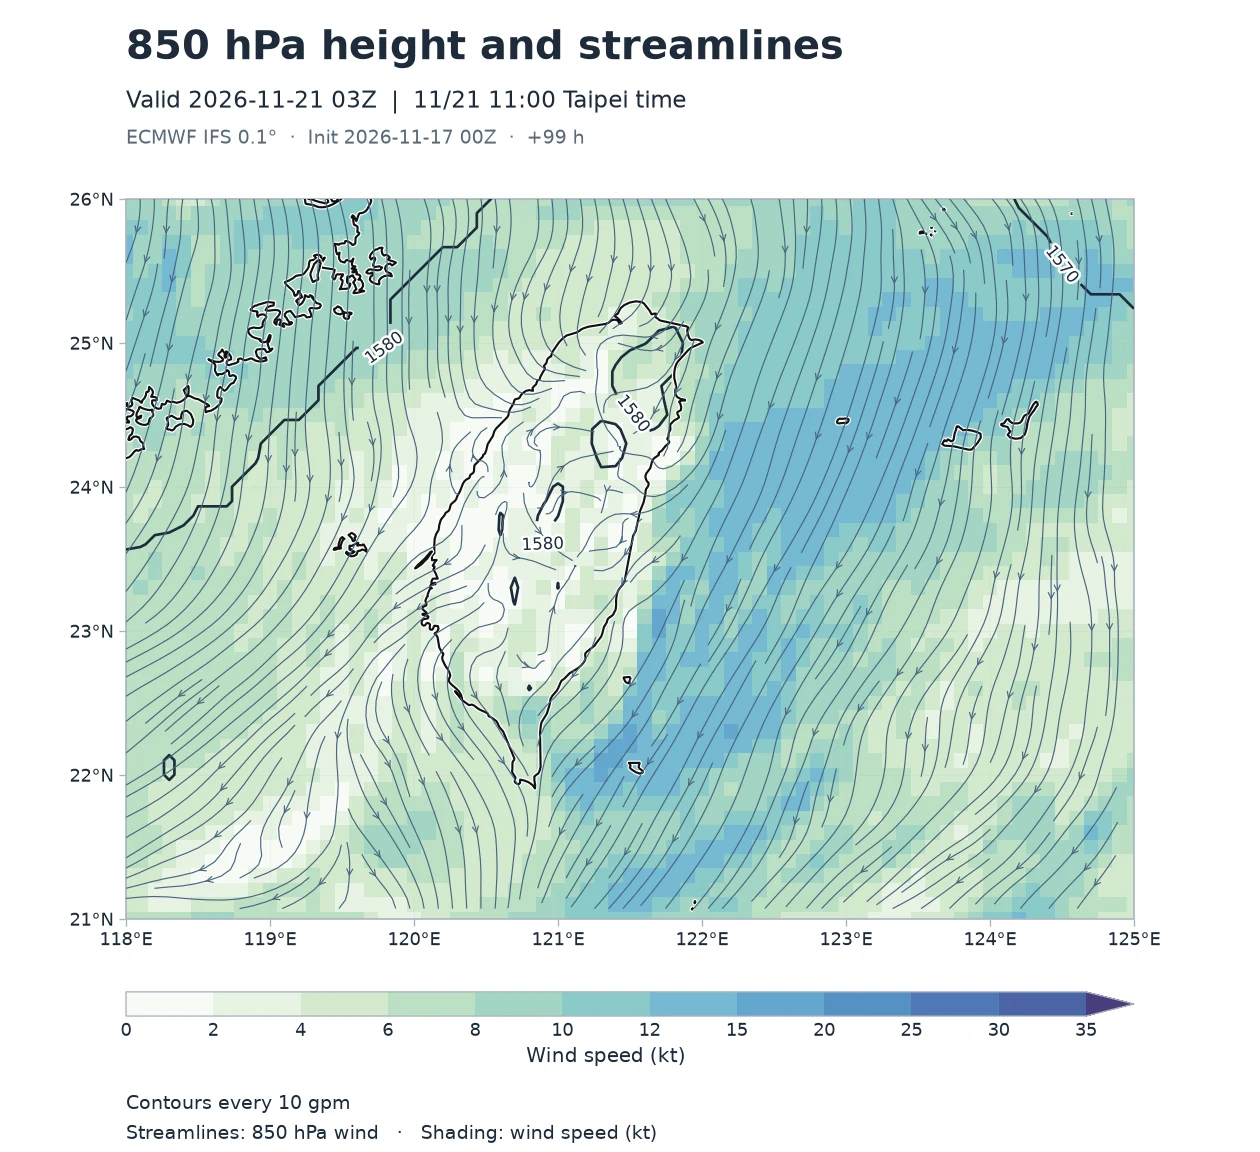 850 hPa height and streamlines
Valid 2026-11-21 03Z | 11/21 11:00 Taipei time
ECMWF IFS 0.1° · Init 2026-11-17 00Z · +99 h
26°N
1570
25°N
1580
1580
24°N
1580
23°N
22°N
21°N
118°E 119°E 120°E 121°E 122°E 123°E 124°E 125°E
0 2 4 6 8 10 12 15 20 25 30 35
Wind speed (kt)
Contours every 10 gpm
Streamlines: 850 hPa wind · Shading: wind speed (kt)